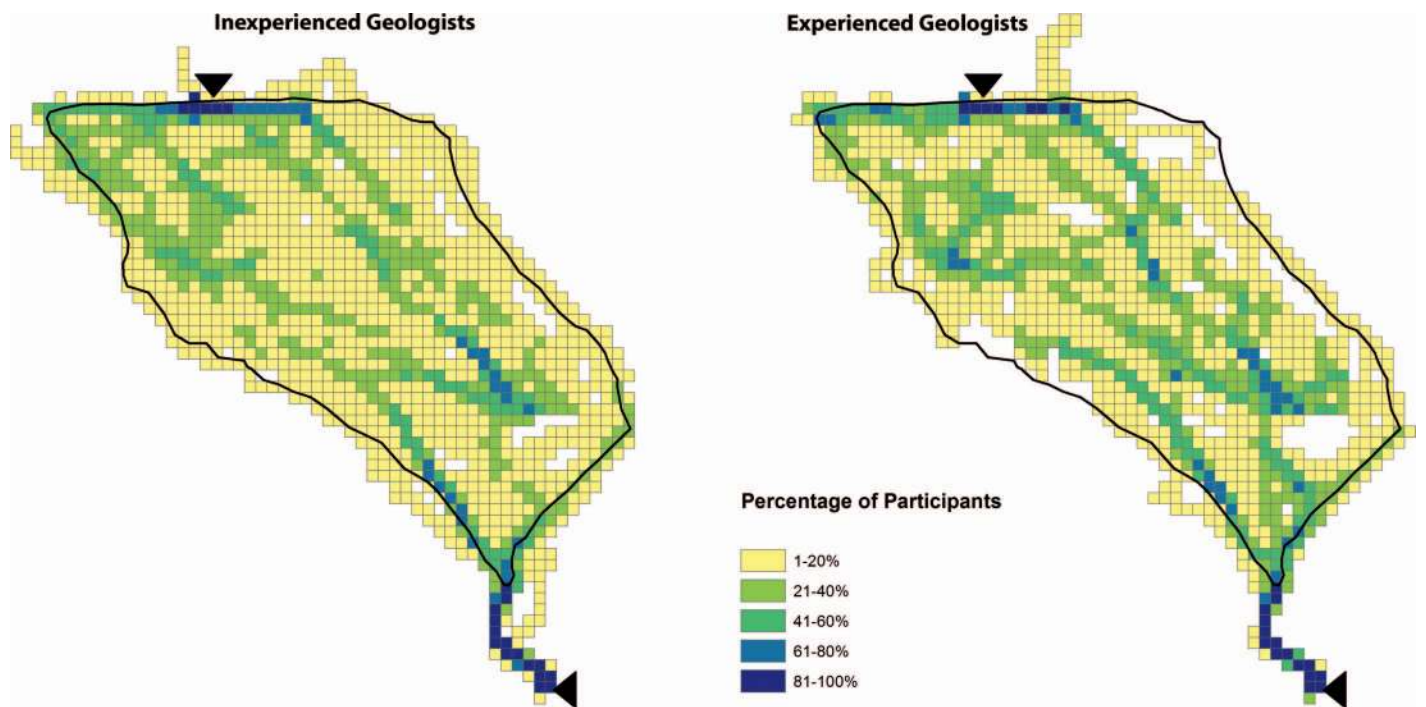 Inexperienced Geologists
Experienced Geologists
Percentage of Participants
1-20%
21-40%
41-60%
61-80%
81-100%